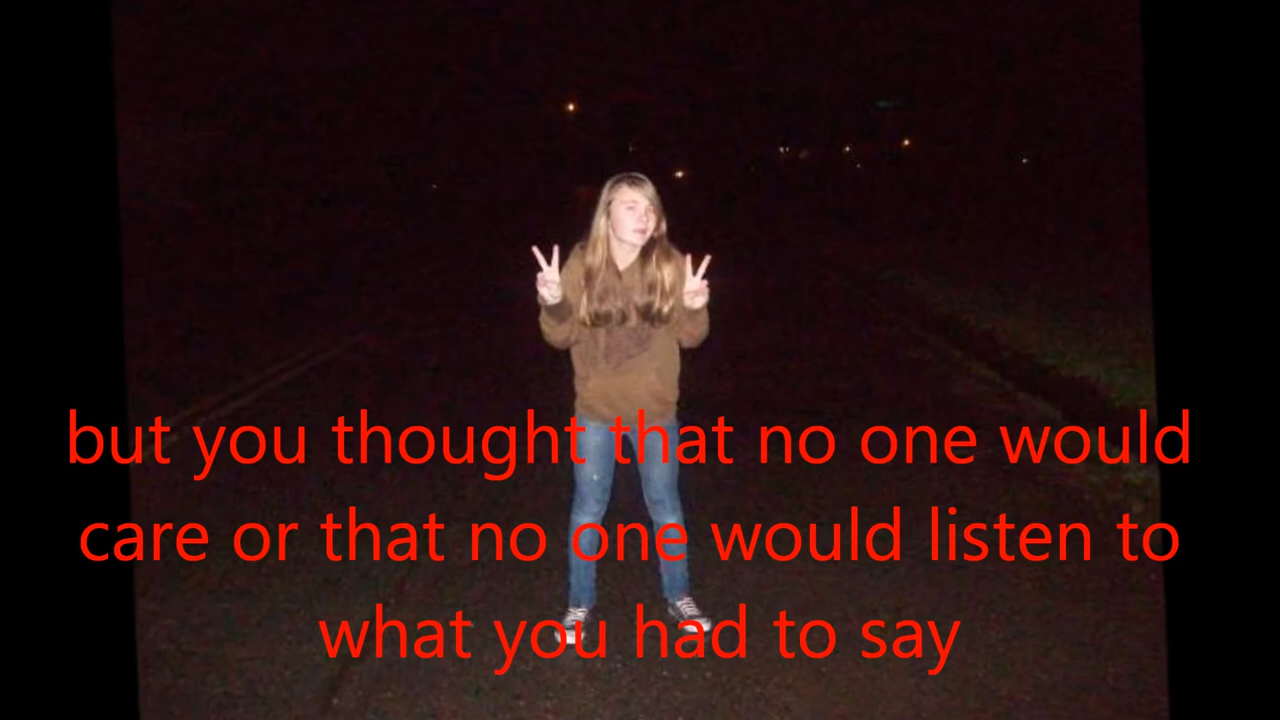 but you thought that no one would
care or that no one would listen to
what you had to say